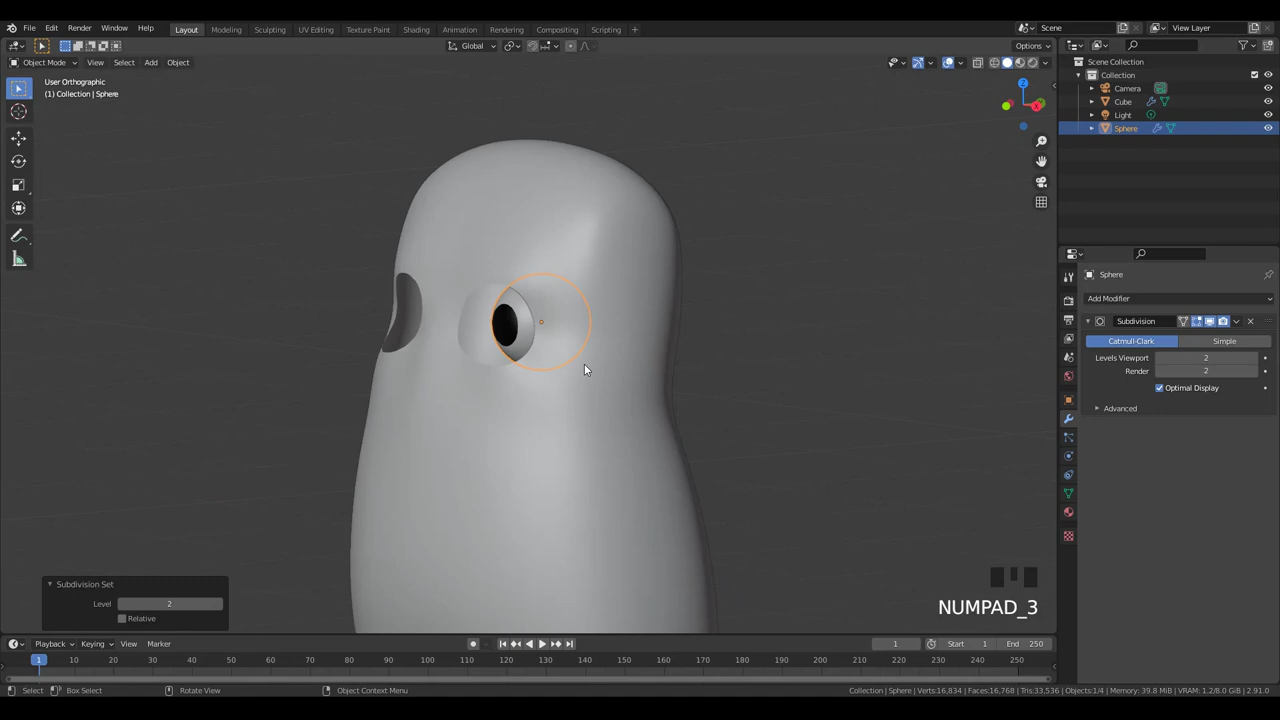 File Edit Render Window Help Layout Modeling Sculpting UV Editing Texture Paint Shading Animation Rendering Compositing Scripting + Scene View Layer
Global Options
Object Mode View Select Add Object
User Orthographic
(1) Collection | Sphere
Z
X
Scene Collection
Collection
Camera
Cube
Light
Sphere
Sphere
Add Modifier
Subdivision
Catmull-Clark Simple
Levels Viewport 2
Render 2
Optimal Display
Advanced
Subdivision Set
Level 2
Relative
NUMPAD_3
Playback Keying View Marker 1 Start 1 End 250
1 10 20 30 40 50 60 70 80 90 100 110 120 130 140 150 160 170 180 190 200 210 220 230 240 250
Select Box Select Rotate View Object Context Menu Collection | Sphere | Verts:16,834 | Faces:16,768 | Tris:33,536 | Objects:1/4 | Memory: 39.8 MiB | VRAM: 1.2/8.0 GiB | 2.91.0